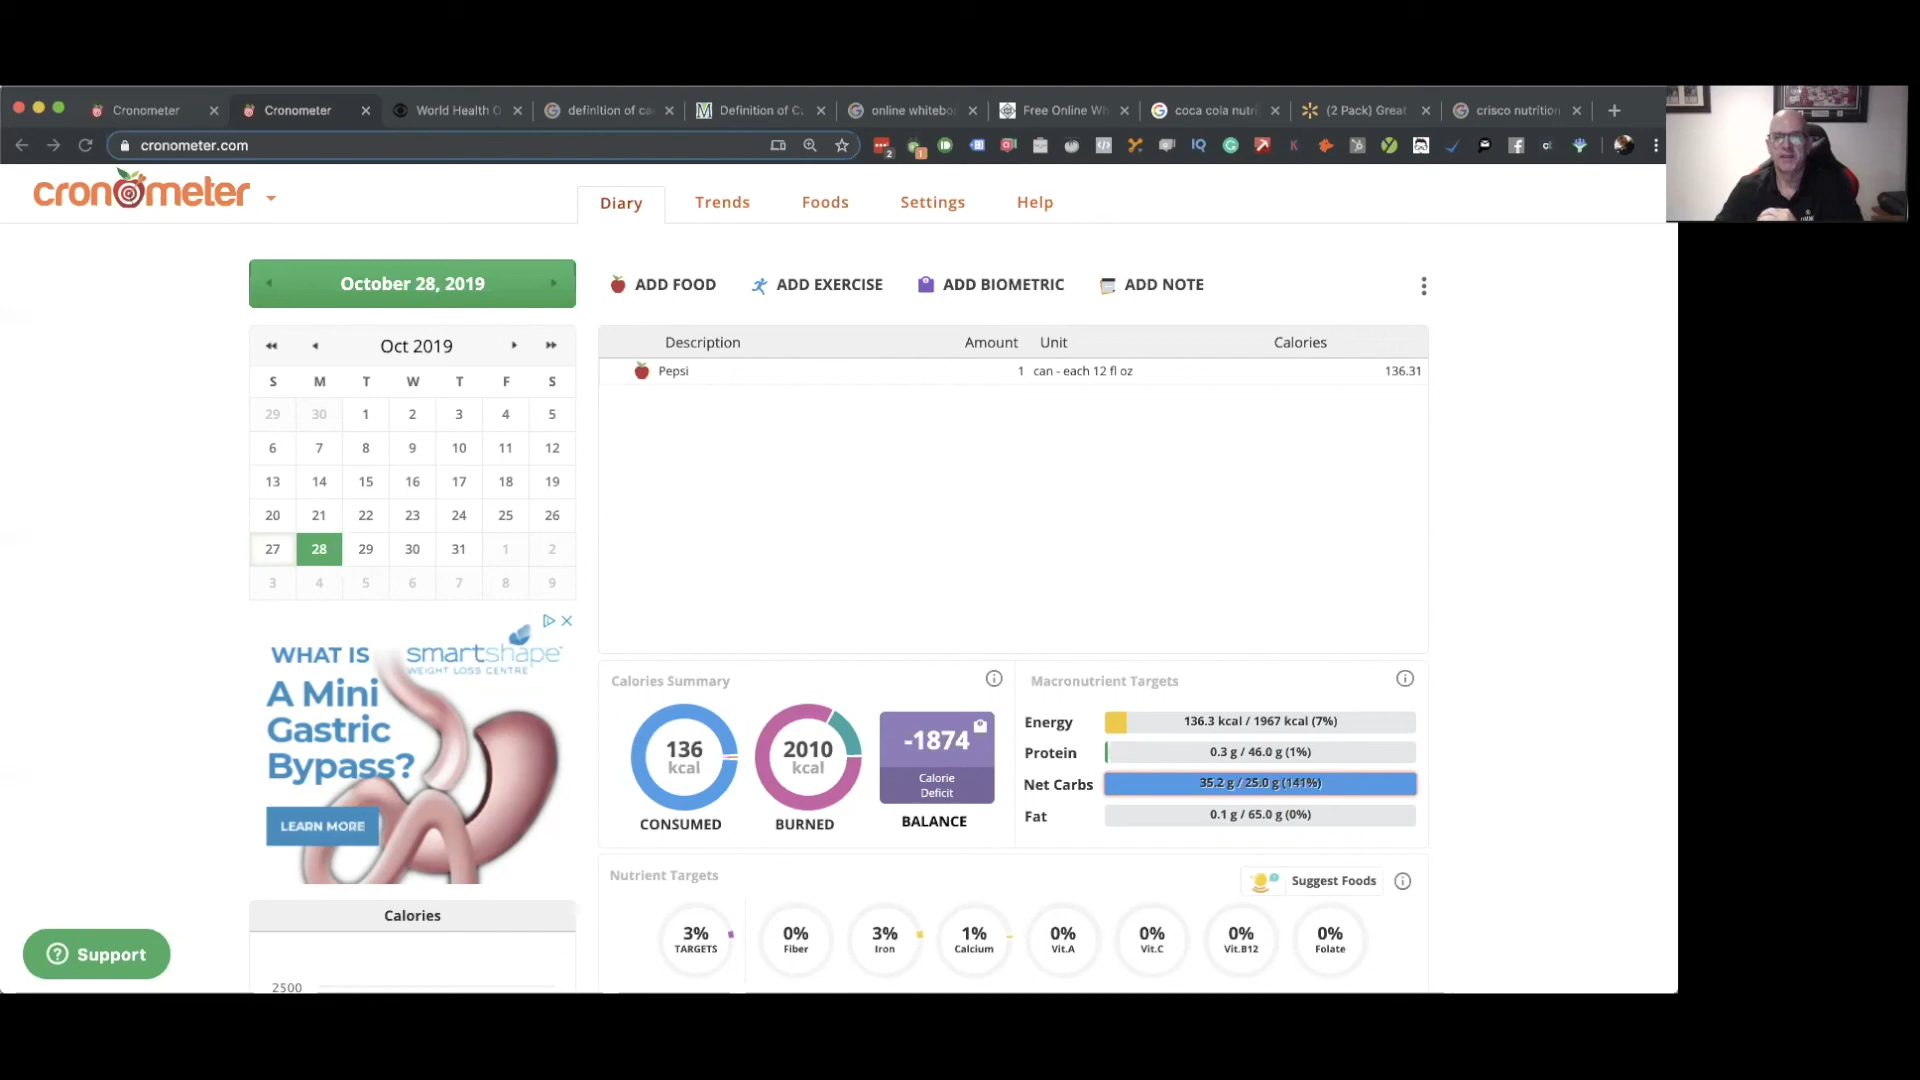 Cronometer
Cronometer
World Health O
definition of ca
Definition of Ca
online whitebo
Free Online Wh
coca cola nutri
(2 Pack) Great
crisco nutrition
cronometer.com
cronometer
Diary
Trends
Foods
Settings
Help
October 28, 2019
ADD FOOD
ADD EXERCISE
ADD BIOMETRIC
ADD NOTE
Oct 2019
S M T W T F S
29 30 1 2 3 4 5
6 7 8 9 10 11 12
13 14 15 16 17 18 19
20 21 22 23 24 25 26
27 28 29 30 31 1 2
3 4 5 6 7 8 9
Description Amount Unit Calories
Pepsi 1 can - each 12 fl oz 136.31
WHAT IS
A Mini
Gastric
Bypass?
smartshape
WEIGHT LOSS CENTRE
LEARN MORE
Calories
2500
Support
Calories Summary
136
kcal
CONSUMED
2010
kcal
BURNED
-1874
Calorie
Deficit
BALANCE
Macronutrient Targets
Energy 136.3 kcal / 1967 kcal (7%)
Protein 0.3 g / 46.0 g (1%)
Net Carbs 35.2 g / 25.0 g (141%)
Fat 0.1 g / 65.0 g (0%)
Nutrient Targets
Suggest Foods
3%
TARGETS
0%
Fiber
3%
Iron
1%
Calcium
0%
Vit.A
0%
Vit.C
0%
Vit.B12
0%
Folate